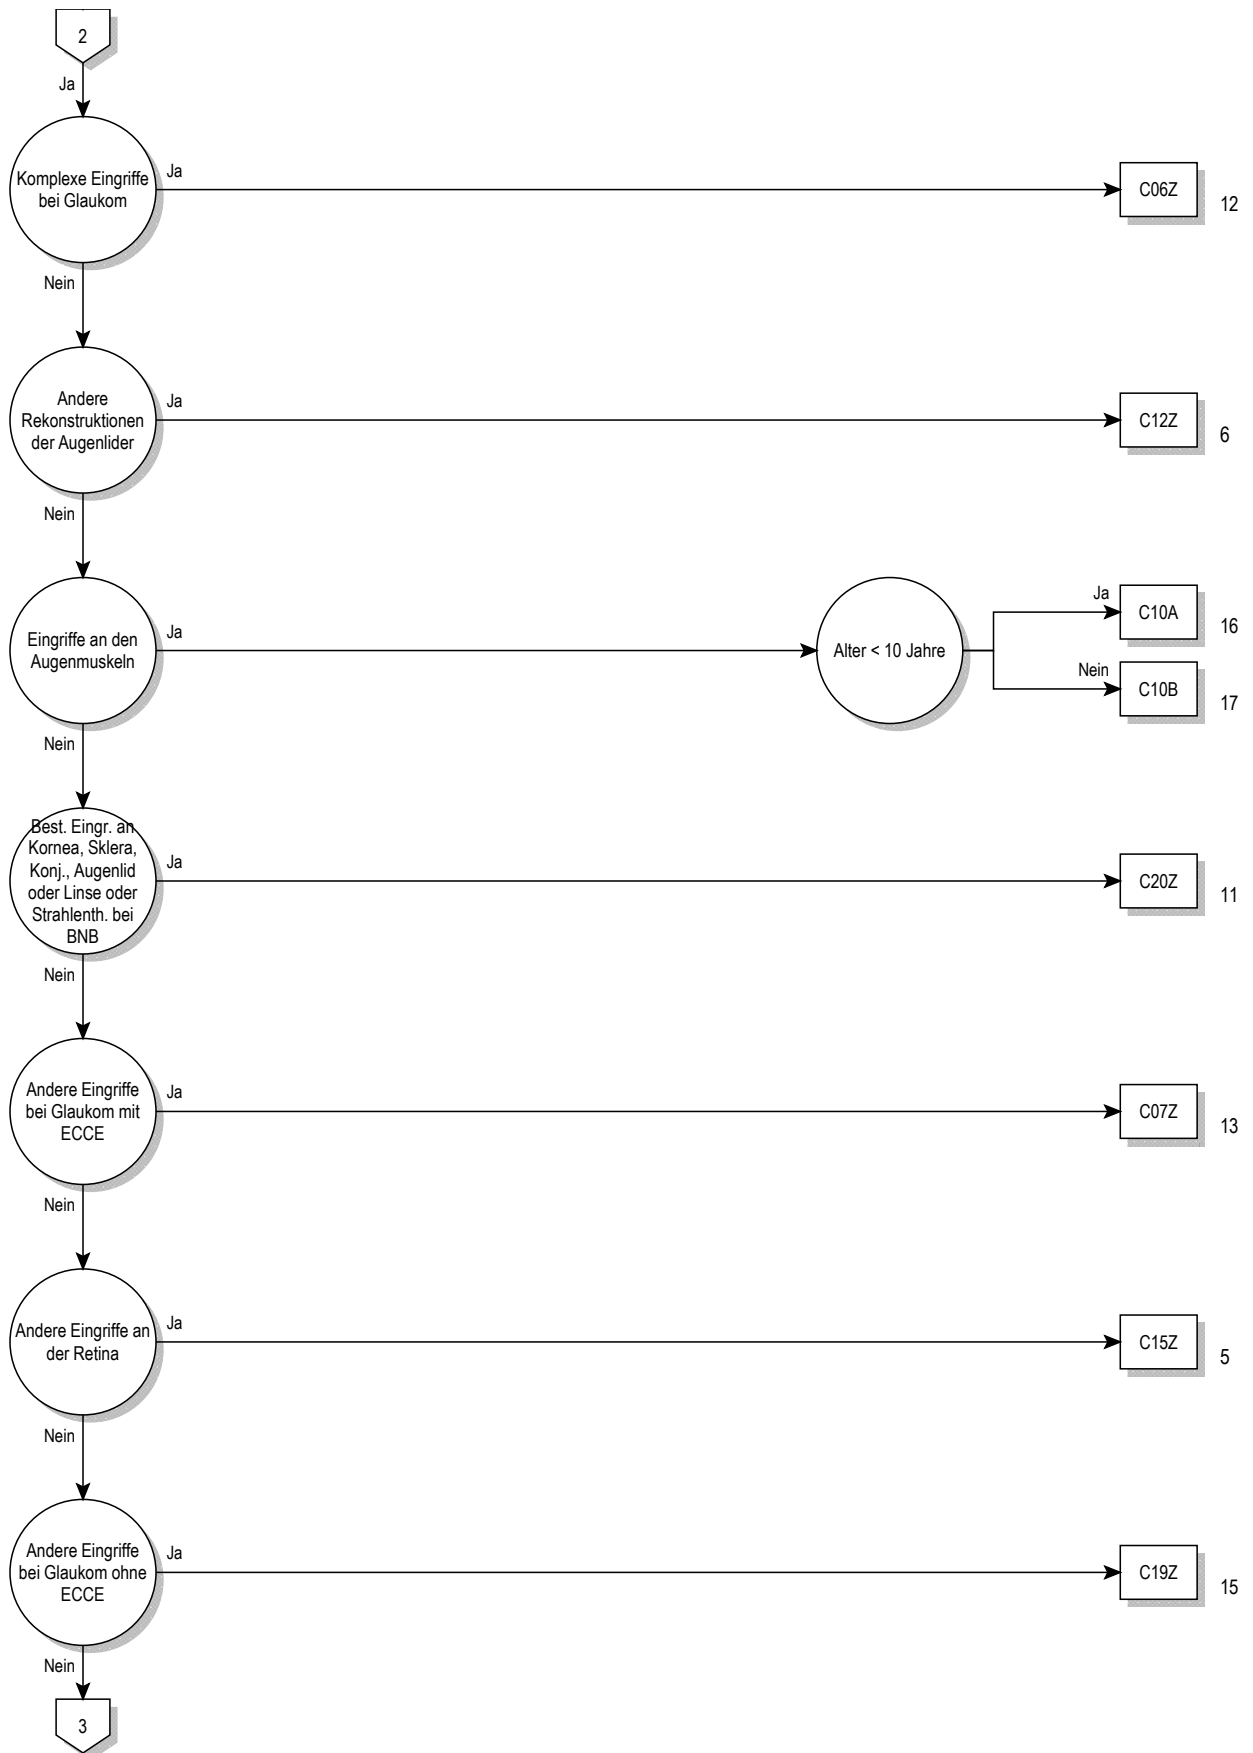 2
Ja
Komplexe Eingriffe
bei Glaukom
Ja
C06Z
12
Nein
Andere
Rekonstruktionen
der Augenlider
Ja
C12Z
6
Nein
Eingriffe an den
Augenmuskeln
Ja
Alter < 10 Jahre
Ja
C10A
16
Nein
C10B
17
Nein
Best. Eingr. an
Kornea, Sklera,
Konj., Augenlid
oder Linse oder
Strahlenth. bei
BNB
Ja
C20Z
11
Nein
Andere Eingriffe
bei Glaukom mit
ECCE
Ja
C07Z
13
Nein
Andere Eingriffe an
der Retina
Ja
C15Z
5
Nein
Andere Eingriffe
bei Glaukom ohne
ECCE
Ja
C19Z
15
Nein
3